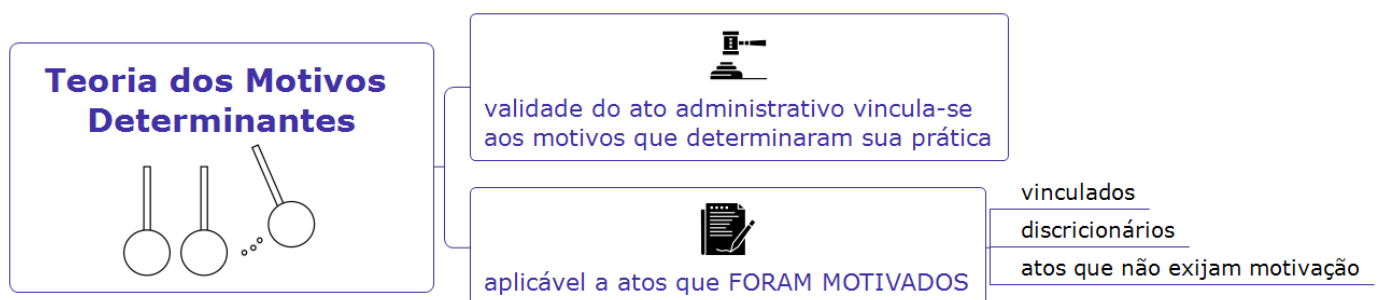 Teoria dos Motivos
Determinantes
validade do ato administrativo vincula-se
aos motivos que determinaram sua prática
aplicável a atos que FORAM MOTIVADOS
vinculados
discricionários
atos que não exijam motivação